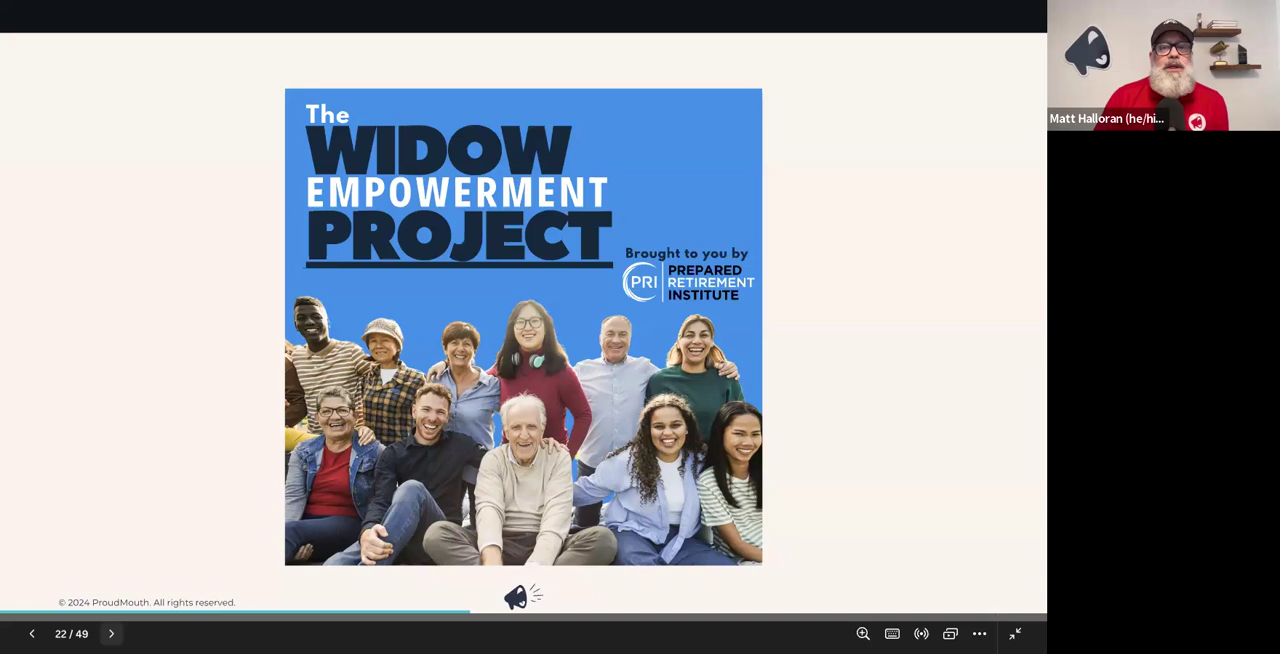 The
WIDOW
EMPOWERMENT
PROJECT
Brought to you by
PRI
PREPARED
RETIREMENT
INSTITUTE
Matt Halloran (he/hi...
© 2024 ProudMouth. All rights reserved.
22 / 49